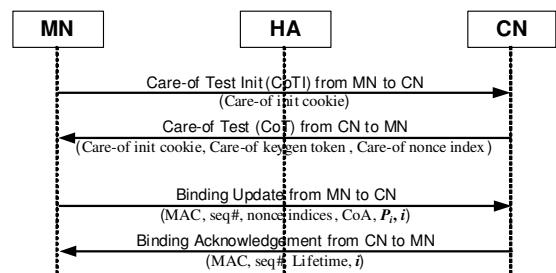 MN HA CN
Care-of Test Init (CoTI) from MN to CN
(Care-of init cookie)
Care-of Test (CoT) from CN to MN
(Care-of init cookie, Care-of keygen token , Care-of nonce index)
Binding Update from MN to CN
(MAC, seq#, nonce indices, CoA, Pi, i)
Binding Acknowledgement from CN to MN
(MAC, seq#, Lifetime, i)